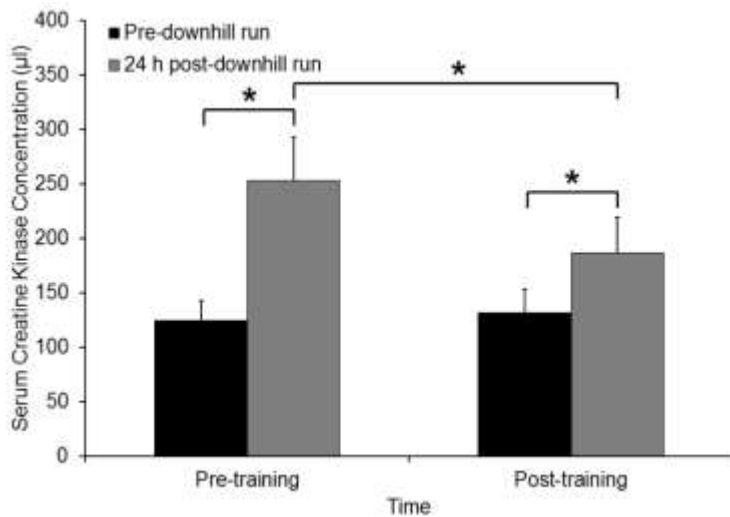 400
350
300
250
200
150
100
50
0
Serum Creatine Kinase Concentration (µl)
Pre-downhill run
24 h post-downhill run
*
*
*
Pre-training
Post-training
Time